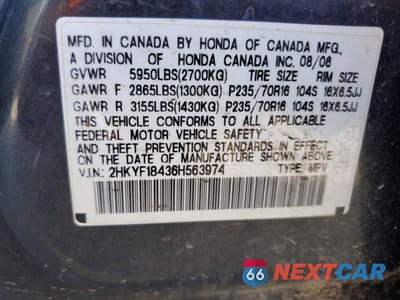 MFD. IN CANADA BY HONDA OF CANADA MFG.,
A DIVISION OF HONDA CANADA INC. 08/06
GVWR 5950LBS(2700KG) TIRE SIZE RIM SIZE
GAWR F 2865LBS(1300KG) P235/70R16 104S 16X6.5JJ
GAWR R 3155LBS(1430KG) P235/70R16 104S 16X6.5JJ
THIS VEHICLE CONFORMS TO ALL APPLICABLE
FEDERAL MOTOR VEHICLE SAFETY
AND THEFT PREVENTION STANDARDS IN EFFECT ON THE
DATE OF MANUFACTURE SHOWN ABOVE.
V.I.N.: 2HKYF18436H563974 TYPE: MPV
66 NEXTCAR